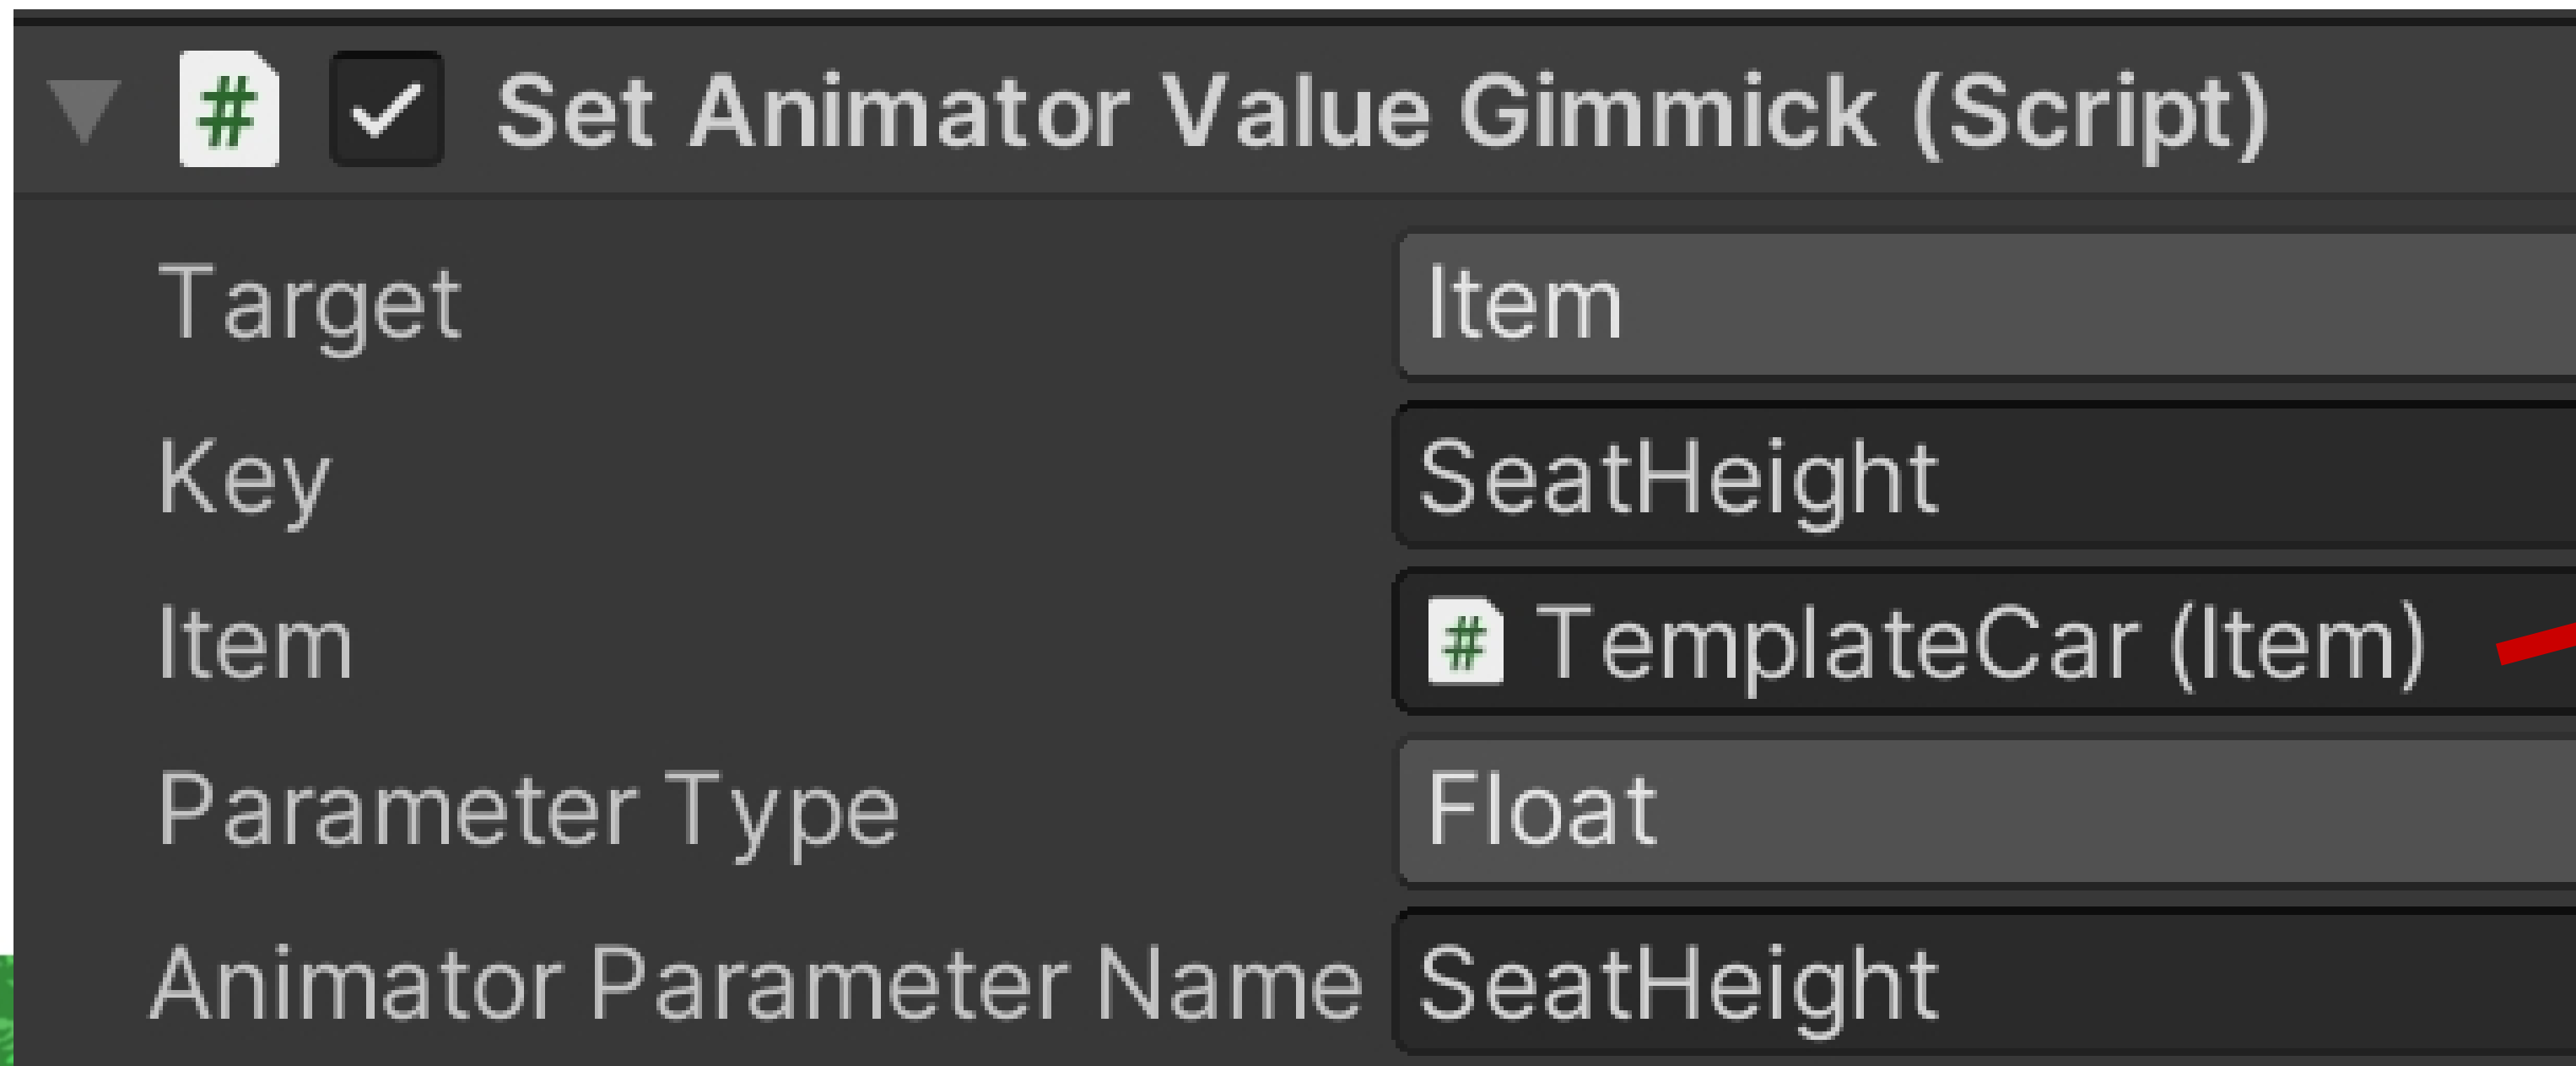 # Set Animator Value Gimmick (Script)
Target Item
Key SeatHeight
Item # TemplateCar (Item)
Parameter Type Float
Animator Parameter Name SeatHeight